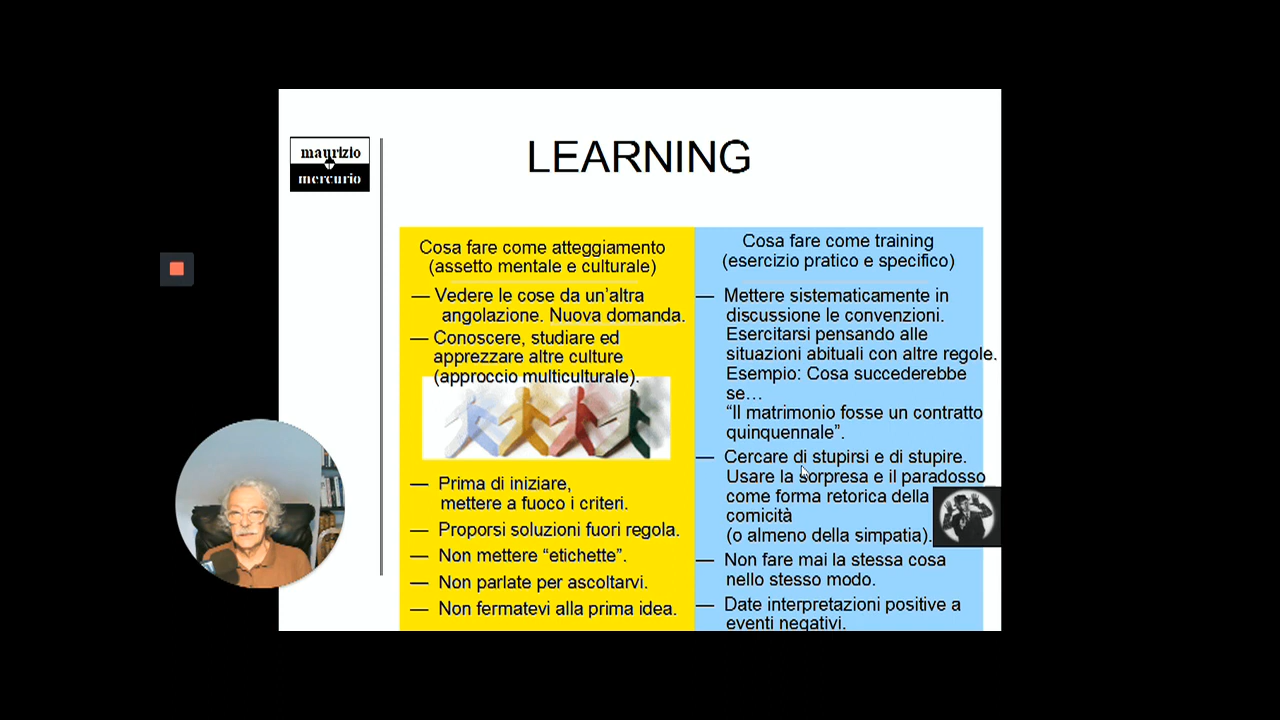 maurizio
mercurio
LEARNING
Cosa fare come atteggiamento
(assetto mentale e culturale)
— Vedere le cose da un’altra
angolazione. Nuova domanda.
— Conoscere, studiare ed
apprezzare altre culture
(approccio multiculturale).
— Prima di iniziare,
mettere a fuoco i criteri.
— Proporsi soluzioni fuori regola.
— Non mettere “etichette”.
— Non parlate per ascoltarvi.
— Non fermatevi alla prima idea.
Cosa fare come training
(esercizio pratico e specifico)
— Mettere sistematicamente in
discussione le convenzioni.
Esercitarsi pensando alle
situazioni abituali con altre regole.
Esempio: Cosa succederebbe
se…
“Il matrimonio fosse un contratto
quinquennale”.
— Cercare di stupirsi e di stupire.
Usare la sorpresa e il paradosso
come forma retorica della
comicità
(o almeno della simpatia).
— Non fare mai la stessa cosa
nello stesso modo.
— Date interpretazioni positive a
eventi negativi.